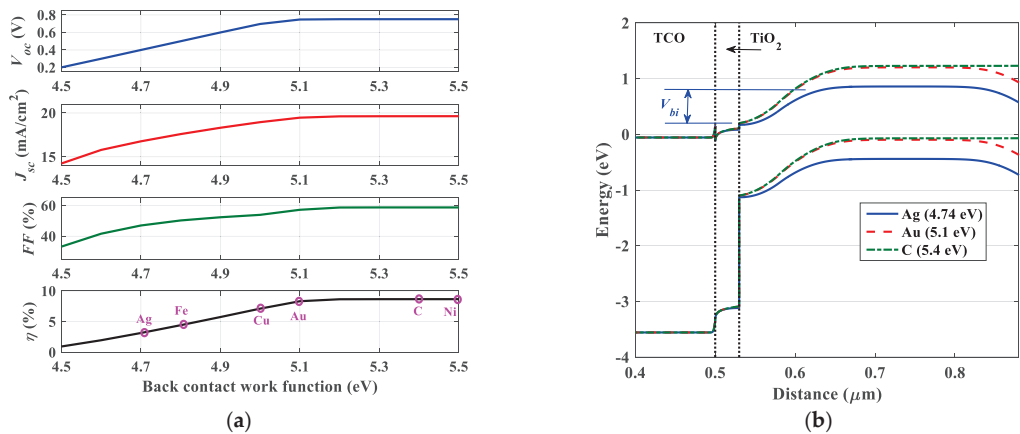 V_oc (V)
0.8
0.6
0.4
0.2
4.5 4.7 4.9 5.1 5.3 5.5
J_sc (mA/cm²)
20
15
4.5 4.7 4.9 5.1 5.3 5.5
FF (%)
60
40
4.5 4.7 4.9 5.1 5.3 5.5
η (%)
10
5
0
Ag
Fe
Cu
Au
C
Ni
4.5 4.7 4.9 5.1 5.3 5.5
Back contact work function (eV)
(a)
Energy (eV)
2
1
0
-1
-2
-3
-4
TCO
TiO₂
V_bi
Ag (4.74 eV)
Au (5.1 eV)
C (5.4 eV)
0.4 0.5 0.6 0.7 0.8
Distance (μm)
(b)